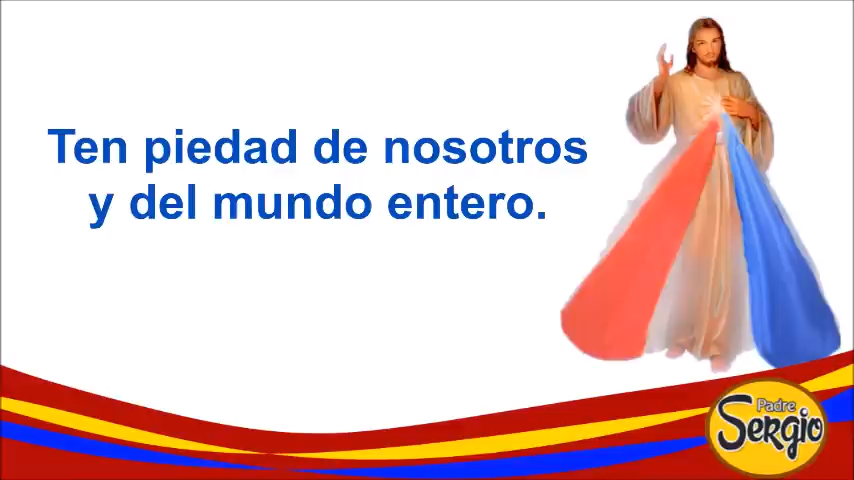 Ten piedad de nosotros
y del mundo entero.
Padre
Sergio